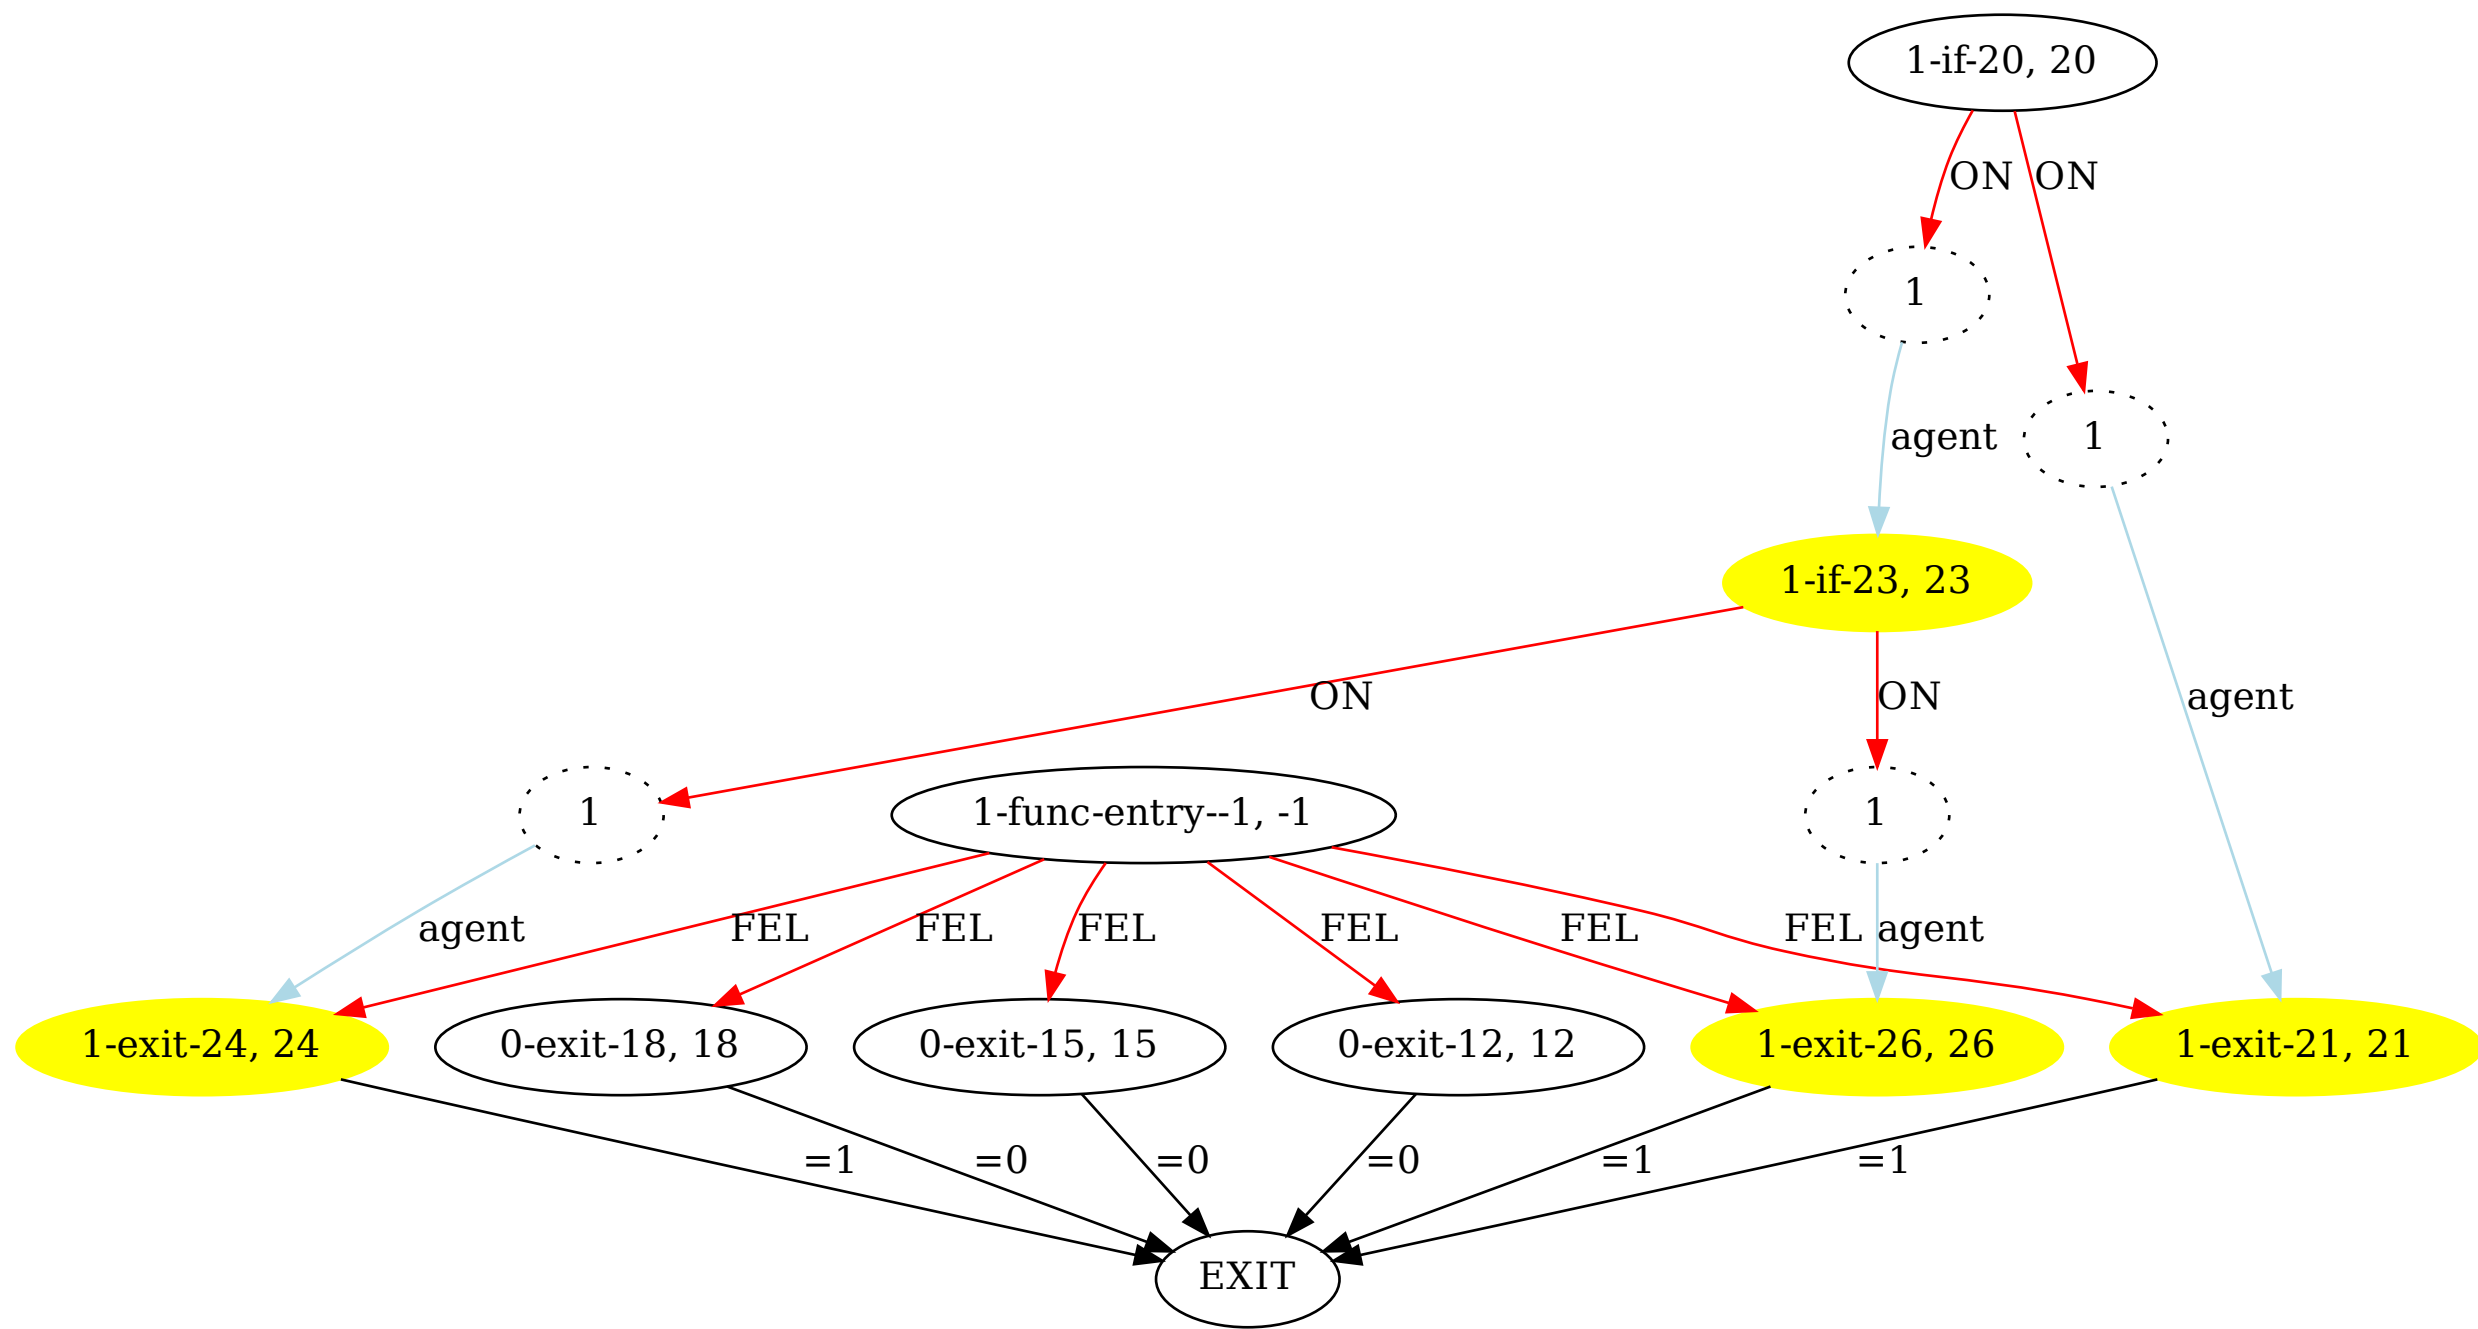 1-if-20, 20
ON
ON
1
1
agent
1-if-23, 23
ON
ON
agent
1
1-func-entry--1, -1
1
agent
FEL
FEL
FEL
FEL
FEL
FEL
agent
1-exit-24, 24
0-exit-18, 18
0-exit-15, 15
0-exit-12, 12
1-exit-26, 26
1-exit-21, 21
=1
=0
=0
=0
=1
=1
EXIT